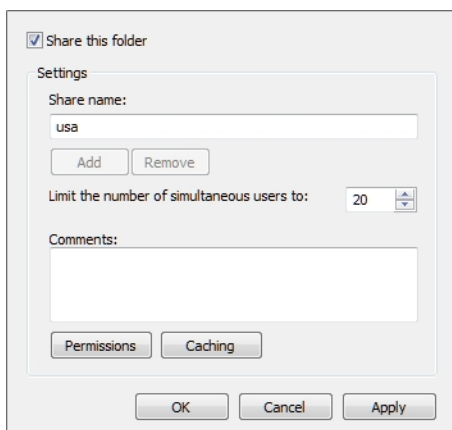 Share this folder
Settings
Share name:
usa
Add Remove
Limit the number of simultaneous users to: 20
Comments:
Permissions Caching
OK Cancel Apply